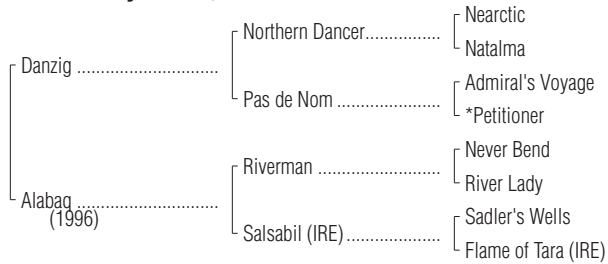 Nearctic
Northern Dancer..................
Natalma
Danzig ..................................
Admiral's Voyage
Pas de Nom .........................
*Petitioner
Never Bend
Riverman .............................
River Lady
Alabaq ..................................
(1996)
Sadler's Wells
Salsabil (IRE)......................
Flame of Tara (IRE)